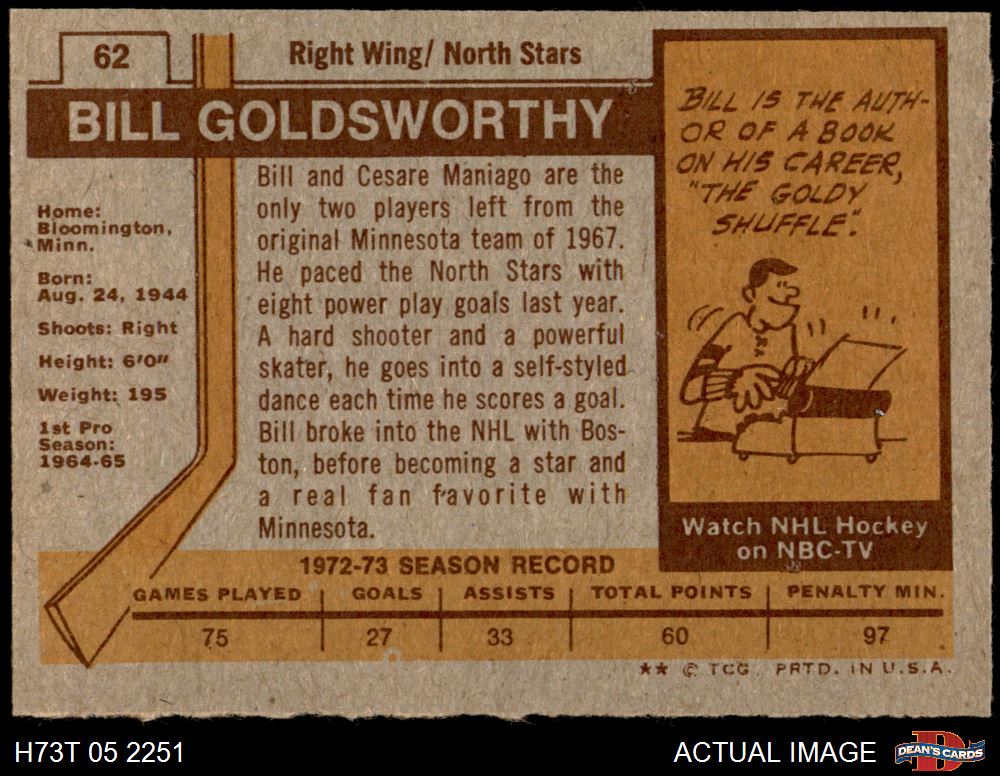 62
Right Wing/ North Stars
BILL GOLDSWORTHY
Home:
Bloomington,
Minn.
Born:
Aug. 24, 1944
Shoots: Right
Height: 6'0"
Weight: 195
1st Pro
Season:
1964-65
Bill and Cesare Maniago are the
only two players left from the
original Minnesota team of 1967.
He paced the North Stars with
eight power play goals last year.
A hard shooter and a powerful
skater, he goes into a self-styled
dance each time he scores a goal.
Bill broke into the NHL with Bos-
ton, before becoming a star and
a real fan favorite with
Minnesota.
BILL IS THE AUTH-
OR OF A BOOK
ON HIS CAREER,
"THE GOLDY
SHUFFLE".
Watch NHL Hockey
on NBC-TV
1972-73 SEASON RECORD
GAMES PLAYED GOALS ASSISTS TOTAL POINTS PENALTY MIN.
75 27 33 60 97
** © TCG. PRTD. IN U.S.A.
H73T 05 2251
ACTUAL IMAGE
DEAN'S CARDS